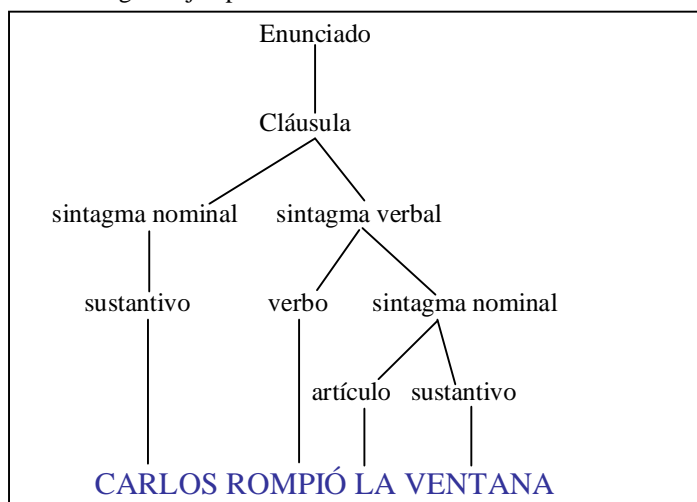 Enunciado
Cláusula
sintagma nominal sintagma verbal
sustantivo verbo sintagma nominal
artículo sustantivo
CARLOS ROMPIÓ LA VENTANA